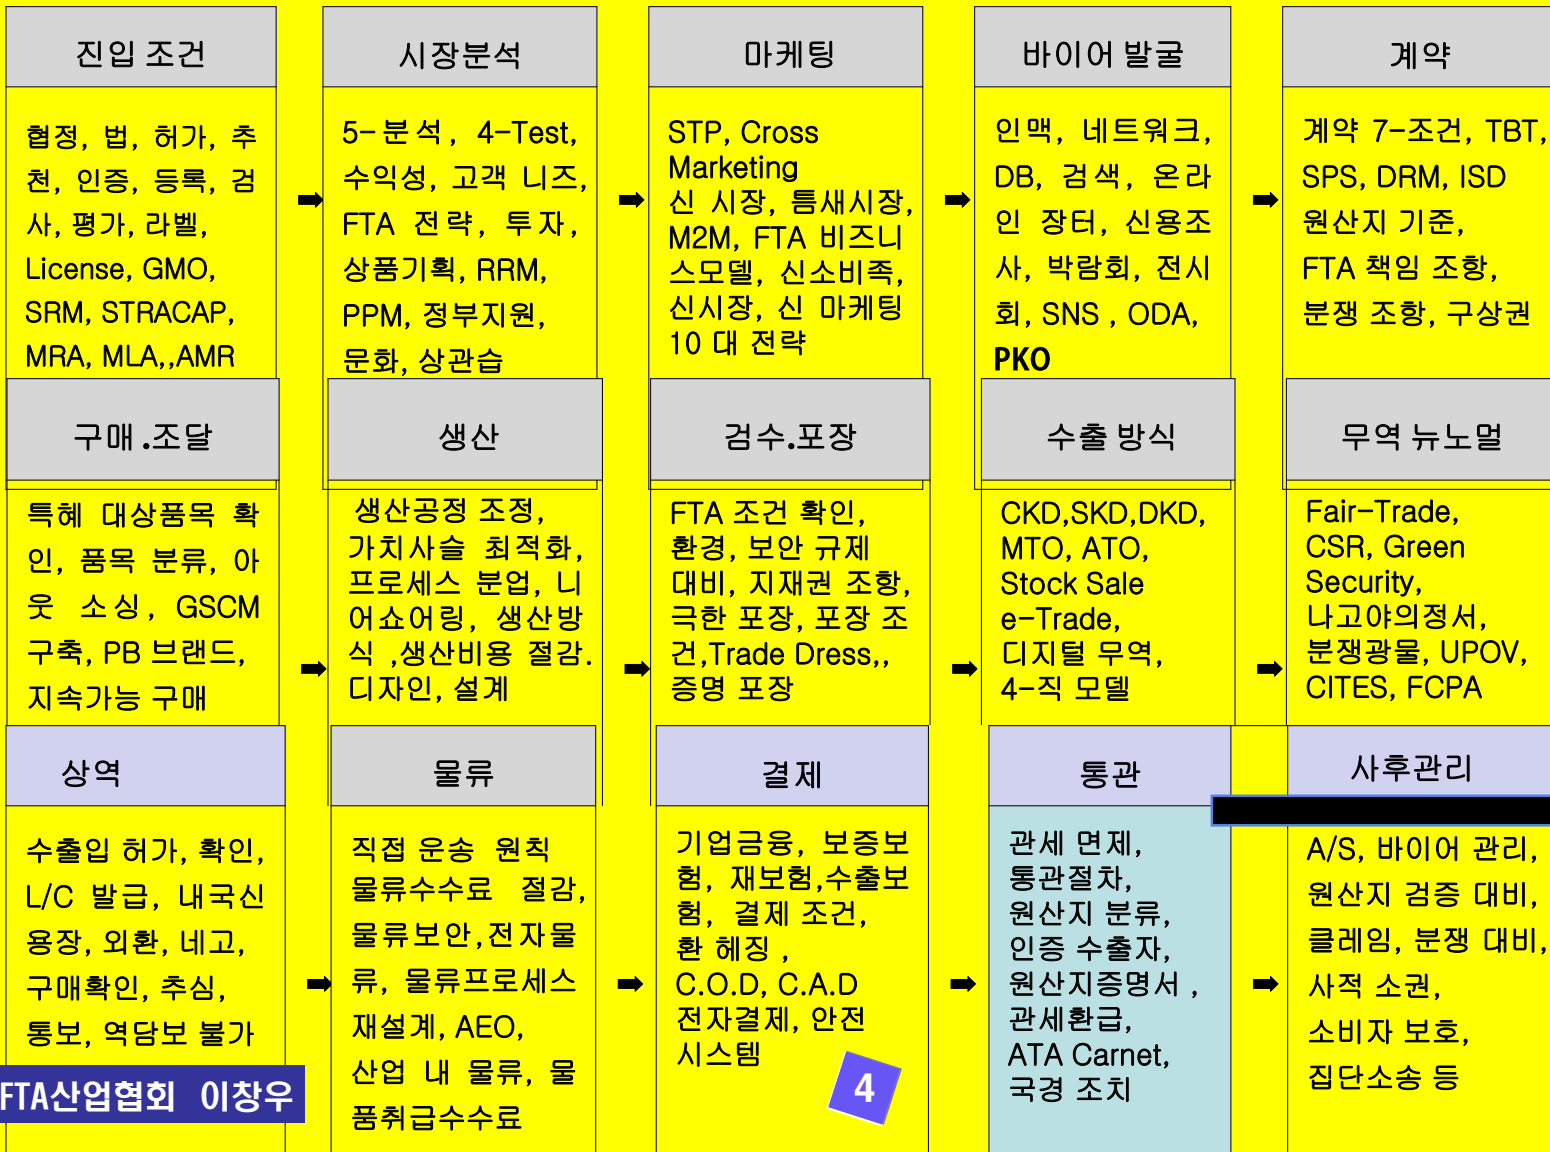 진입 조건
협정, 법, 허가, 추
천, 인증, 등록, 검
사, 평가, 라벨,
License, GMO,
SRM, STRACAP,
MRA, MLA,,AMR
시장분석
5-분석, 4-Test,
수익성, 고객 니즈,
FTA 전략, 투자,
상품기획, RRM,
PPM, 정부지원,
문화, 상관습
마케팅
STP, Cross
Marketing
신 시장, 틈새시장,
M2M, FTA 비즈니
스모델, 신소비족,
신시장, 신 마케팅
10 대 전략
바이어 발굴
인맥, 네트워크,
DB, 검색, 온라
인 장터, 신용조
사, 박람회, 전시
회, SNS , ODA,
PKO
계약
계약 7-조건, TBT,
SPS, DRM, ISD
원산지 기준,
FTA 책임 조항,
분쟁 조항, 구상권
구매.조달
특혜 대상품목 확
인, 품목 분류, 아
웃 소싱, GSCM
구축, PB 브랜드,
지속가능 구매
생산
생산공정 조정,
가치사슬 최적화,
프로세스 분업, 니
어쇼어링, 생산방
식 ,생산비용 절감.
디자인, 설계
검수.포장
FTA 조건 확인,
환경, 보안 규제
대비, 지재권 조항,
극한 포장, 포장 조
건,Trade Dress,,
증명 포장
수출 방식
CKD,SKD,DKD,
MTO, ATO,
Stock Sale
e-Trade,
디지털 무역,
4-직 모델
무역 뉴노멀
Fair-Trade,
CSR, Green
Security,
나고야의정서,
분쟁광물, UPOV,
CITES, FCPA
상역
수출입 허가, 확인,
L/C 발급, 내국신
용장, 외환, 네고,
구매확인, 추심,
통보, 역담보 불가
물류
직접 운송 원칙
물류수수료 절감,
물류보안,전자물
류, 물류프로세스
재설계, AEO,
산업 내 물류, 물
품취급수수료
결제
기업금융, 보증보
험, 재보험,수출보
험, 결제 조건,
환 헤징 ,
C.O.D, C.A.D
전자결제, 안전
시스템
통관
관세 면제,
통관절차,
원산지 분류,
인증 수출자,
원산지증명서 ,
관세환급,
ATA Carnet,
국경 조치
사후관리
A/S, 바이어 관리,
원산지 검증 대비,
클레임, 분쟁 대비,
사적 소권,
소비자 보호,
집단소송 등
FTA산업협회 이창우
4